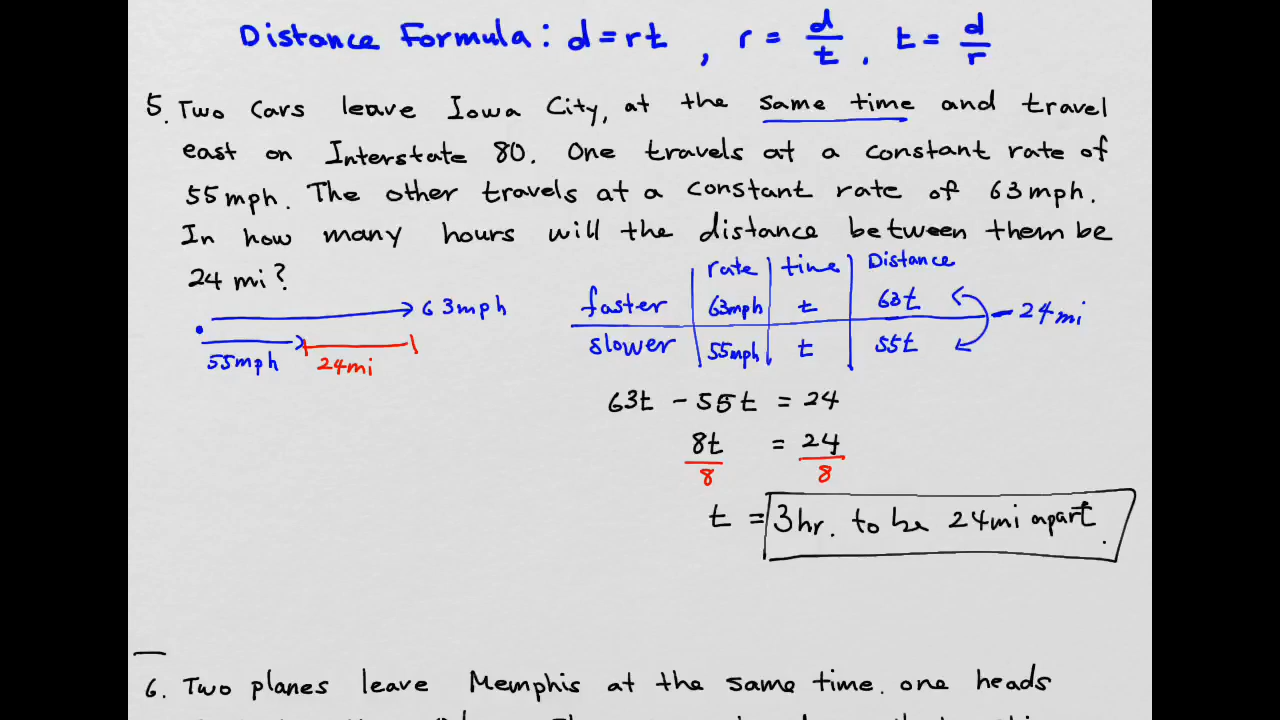 Distance Formula: d = rt , r = d/t . t = d/r
5. Two Cars leave Iowa City, at the same time and travel
east on Interstate 80. One travels at a constant rate of
55mph. The other travels at a constant rate of 63mph.
In how many hours will the distance between them be
24 mi?
63mph
55mph 24mi
rate time Distance
faster 63mph t 63t
slower 55mph t 55t
— 24mi
63t - 55t = 24
8t/8 = 24/8
t = 3hr. to be 24mi apart.
6. Two planes leave Memphis at the same time. one heads